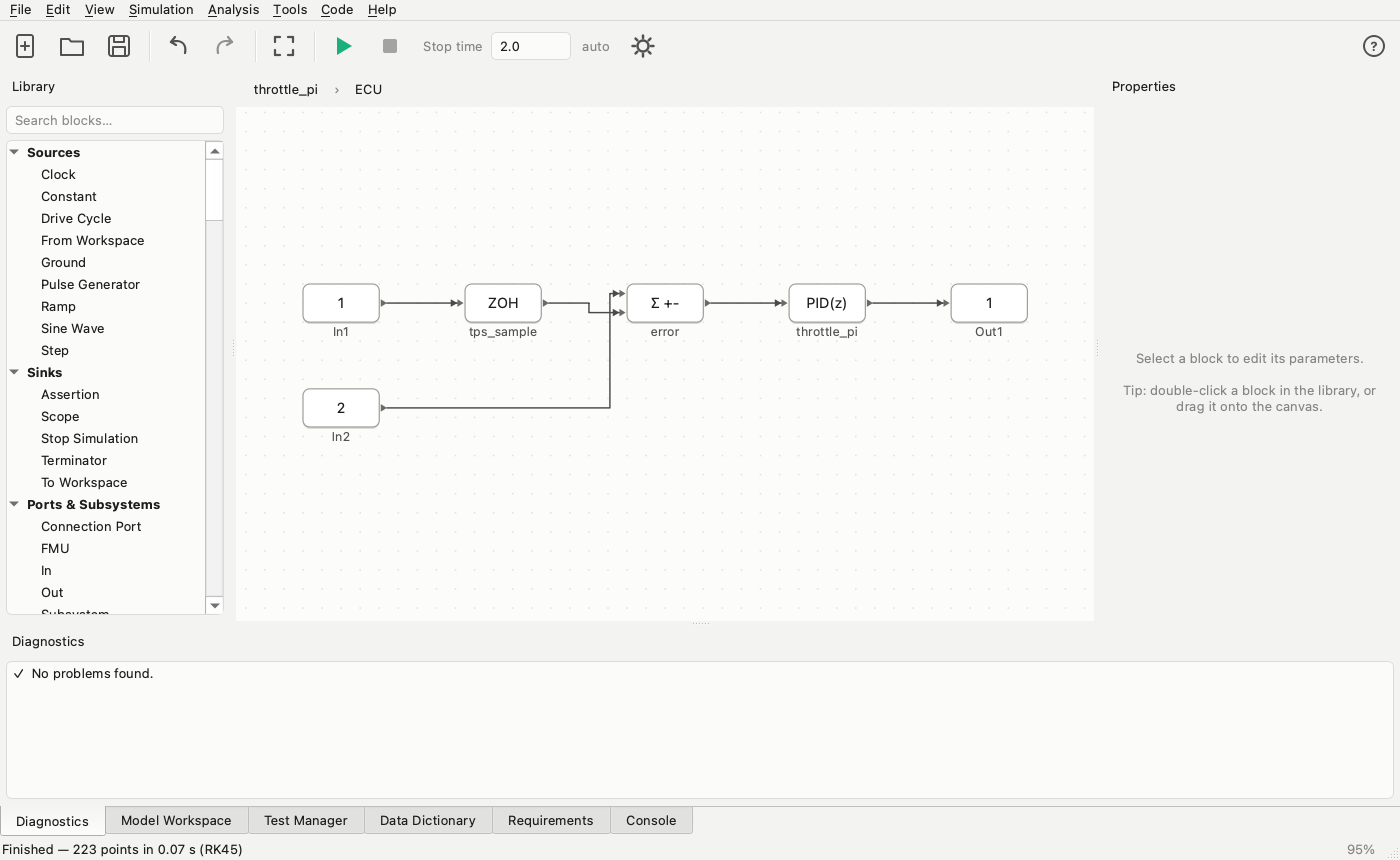 File Edit View Simulation Analysis Tools Code Help
Stop time 2.0 auto
Library
throttle_pi › ECU
Properties
Search blocks...
Sources
Clock
Constant
Drive Cycle
From Workspace
Ground
Pulse Generator
Ramp
Sine Wave
Step
Sinks
Assertion
Scope
Stop Simulation
Terminator
To Workspace
Ports & Subsystems
Connection Port
FMU
In
Out
Subsystem
1
In1
ZOH
tps_sample
Σ +-
error
PID(z)
throttle_pi
1
Out1
2
In2
Select a block to edit its parameters.
Tip: double-click a block in the library, or
drag it onto the canvas.
Diagnostics
✓ No problems found.
Diagnostics Model Workspace Test Manager Data Dictionary Requirements Console
Finished — 223 points in 0.07 s (RK45)
95%